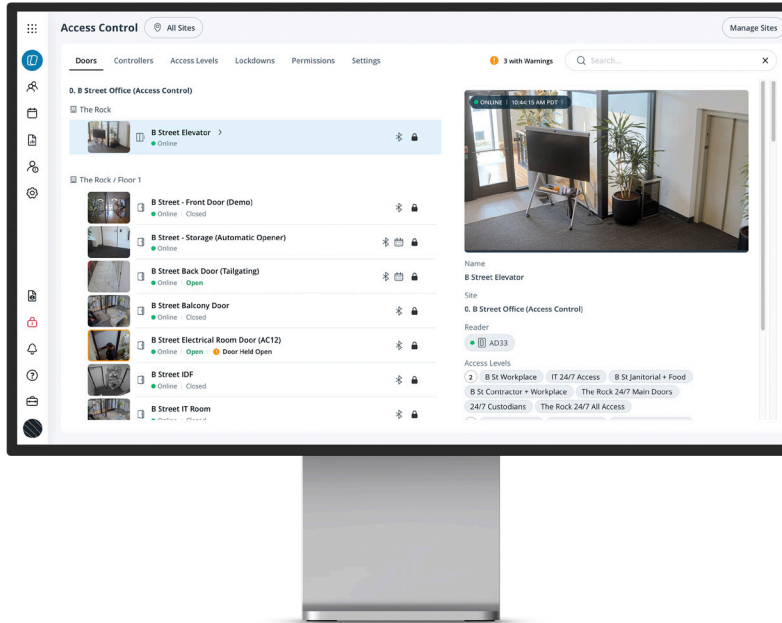 Access Control All Sites Manage Sites
Doors Controllers Access Levels Lockdowns Permissions Settings 3 with Warnings Search... X
0. B Street Office (Access Control)
The Rock
B Street Elevator >
Online
The Rock / Floor 1
B Street - Front Door (Demo)
Online Closed
B Street - Storage (Automatic Opener)
Online
B Street Back Door (Tailgating)
Online Open
B Street Balcony Door
Online Closed
B Street Electrical Room Door (AC12)
Online Open Door Held Open
B Street IDF
Online Closed
B Street IT Room
ONLINE | 10:44:15 AM PDT
Name
B Street Elevator
Site
0. B Street Office (Access Control)
Reader
AD33
Access Levels
2 B St Workplace IT 24/7 Access B St Janitorial + Food
B St Contractor + Workplace The Rock 24/7 Main Doors
24/7 Custodians The Rock 24/7 All Access